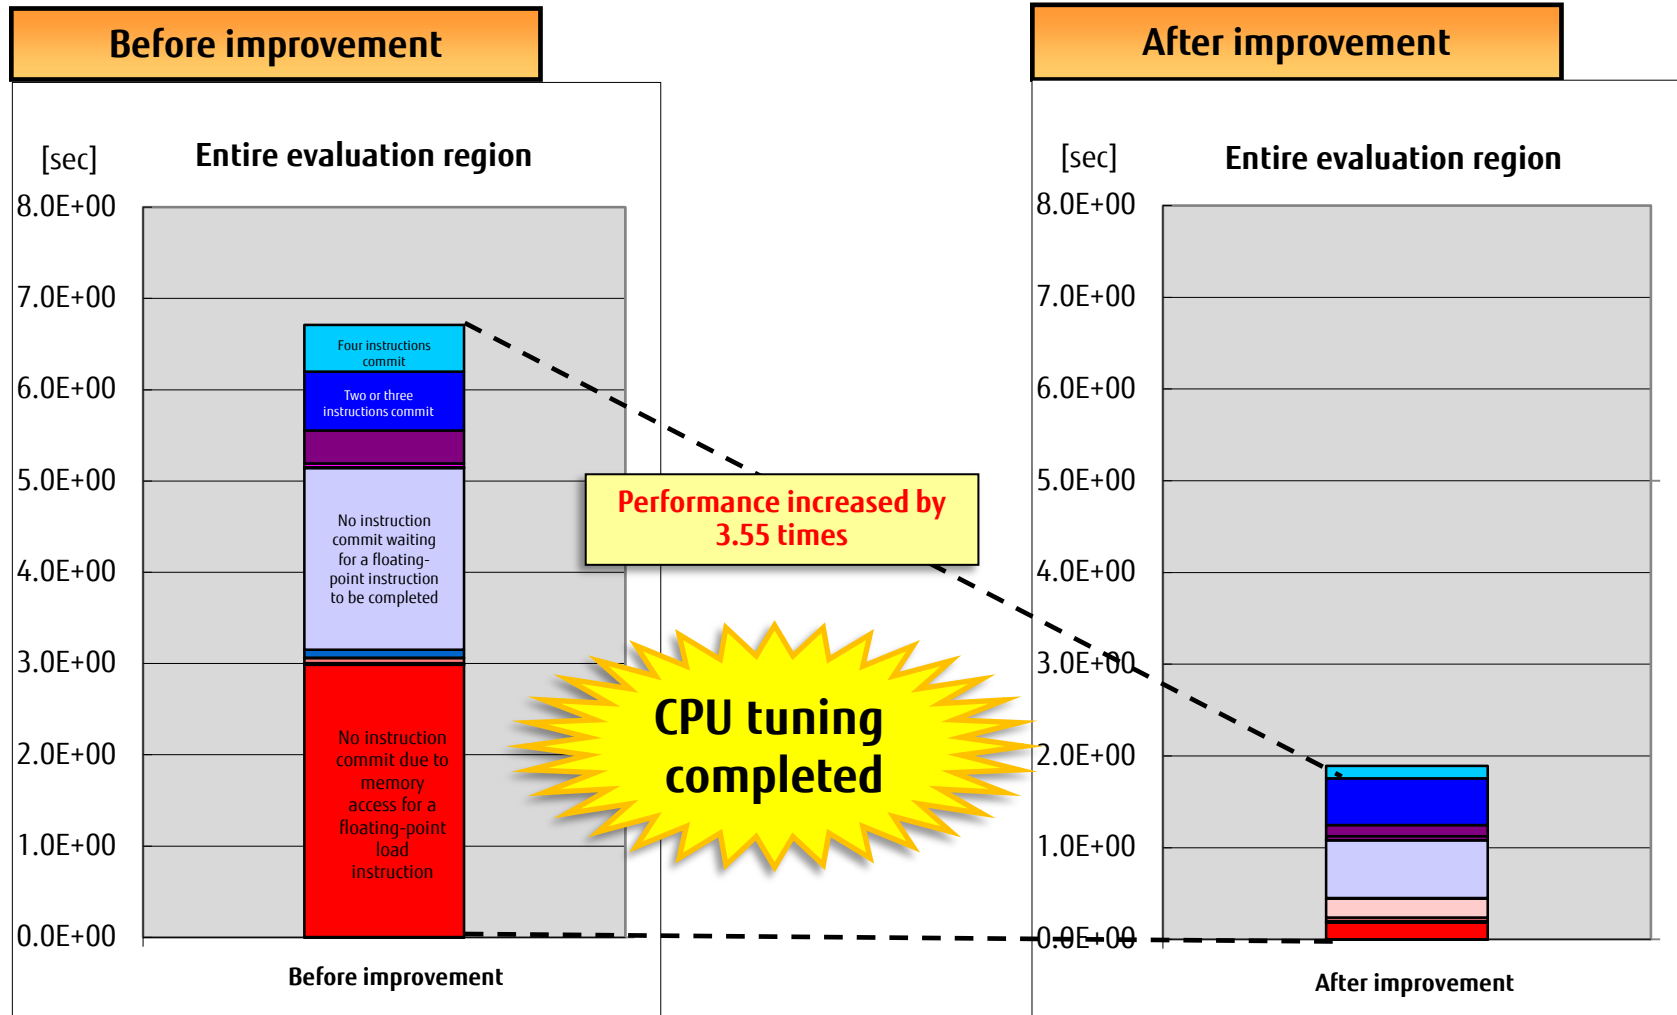 Before improvement
[sec]
Entire evaluation region
8.0E+00
7.0E+00
6.0E+00
5.0E+00
4.0E+00
3.0E+00
2.0E+00
1.0E+00
0.0E+00
Four instructions
commit
Two or three
instructions commit
No instruction
commit waiting
for a floating-
point instruction
to be completed
No instruction
commit due to
memory
access for a
floating-point
load
instruction
Before improvement
Performance increased by
3.55 times
CPU tuning
completed
After improvement
[sec]
Entire evaluation region
8.0E+00
7.0E+00
6.0E+00
5.0E+00
4.0E+00
3.0E+00
2.0E+00
1.0E+00
0.0E+00
After improvement